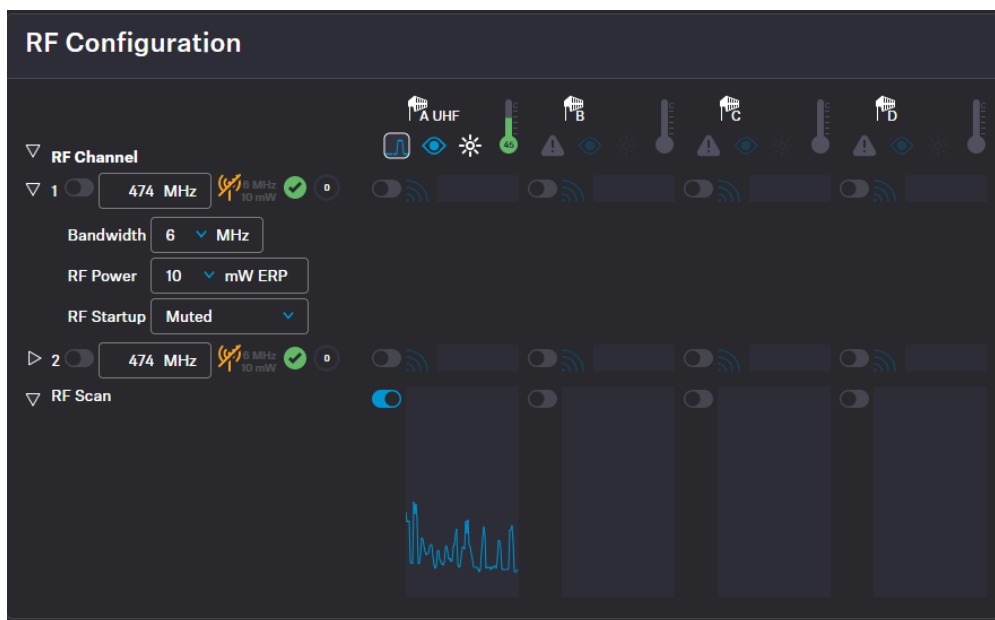 RF Configuration
A UHF
B
C
D
45
RF Channel
1 474 MHz 6 MHz 10 mW 0
Bandwidth 6 MHz
RF Power 10 mW ERP
RF Startup Muted
2 474 MHz 6 MHz 10 mW 0
RF Scan